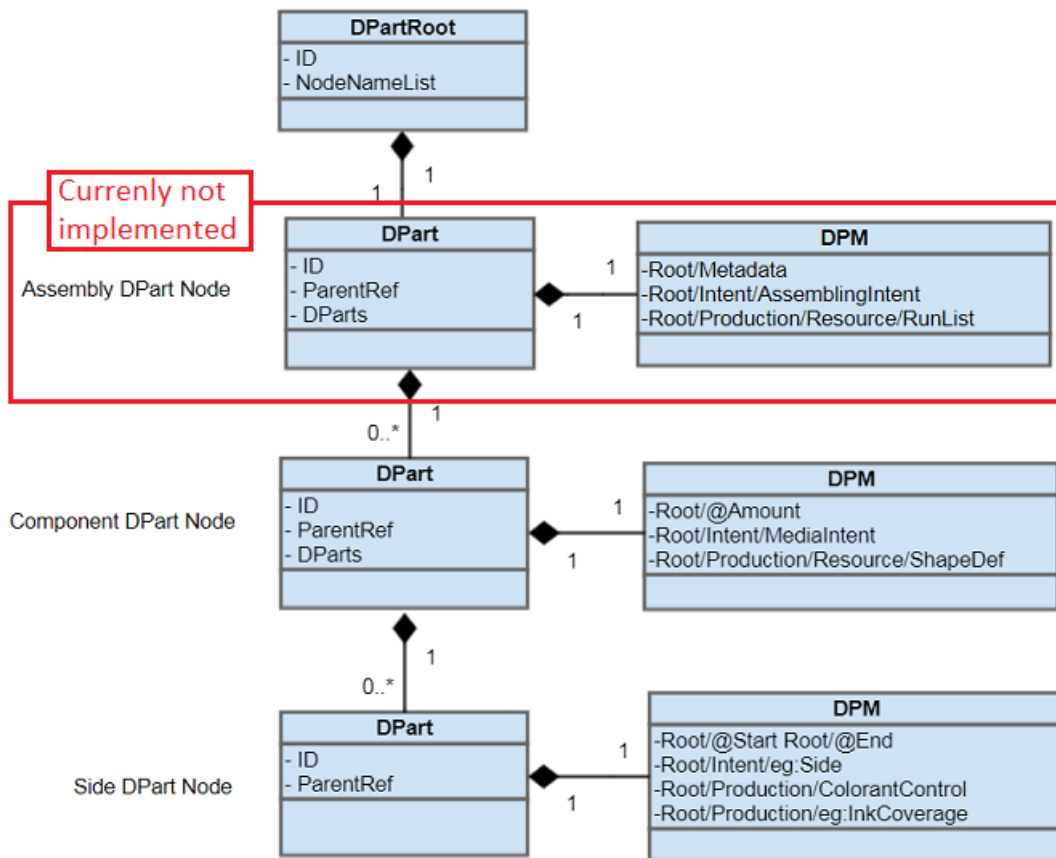 DPartRoot
- ID
- NodeNameList
1
1
Currenly not
implemented
Assembly DPart Node
DPart
- ID
- ParentRef
- DParts
1
1
DPM
-Root/Metadata
-Root/Intent/AssemblingIntent
-Root/Production/Resource/RunList
1
0..*
Component DPart Node
DPart
- ID
- ParentRef
- DParts
1
1
DPM
-Root/@Amount
-Root/Intent/MediaIntent
-Root/Production/Resource/ShapeDef
1
0..*
Side DPart Node
DPart
- ID
- ParentRef
1
1
DPM
-Root/@Start Root/@End
-Root/Intent/eg:Side
-Root/Production/ColorantControl
-Root/Production/eg:InkCoverage